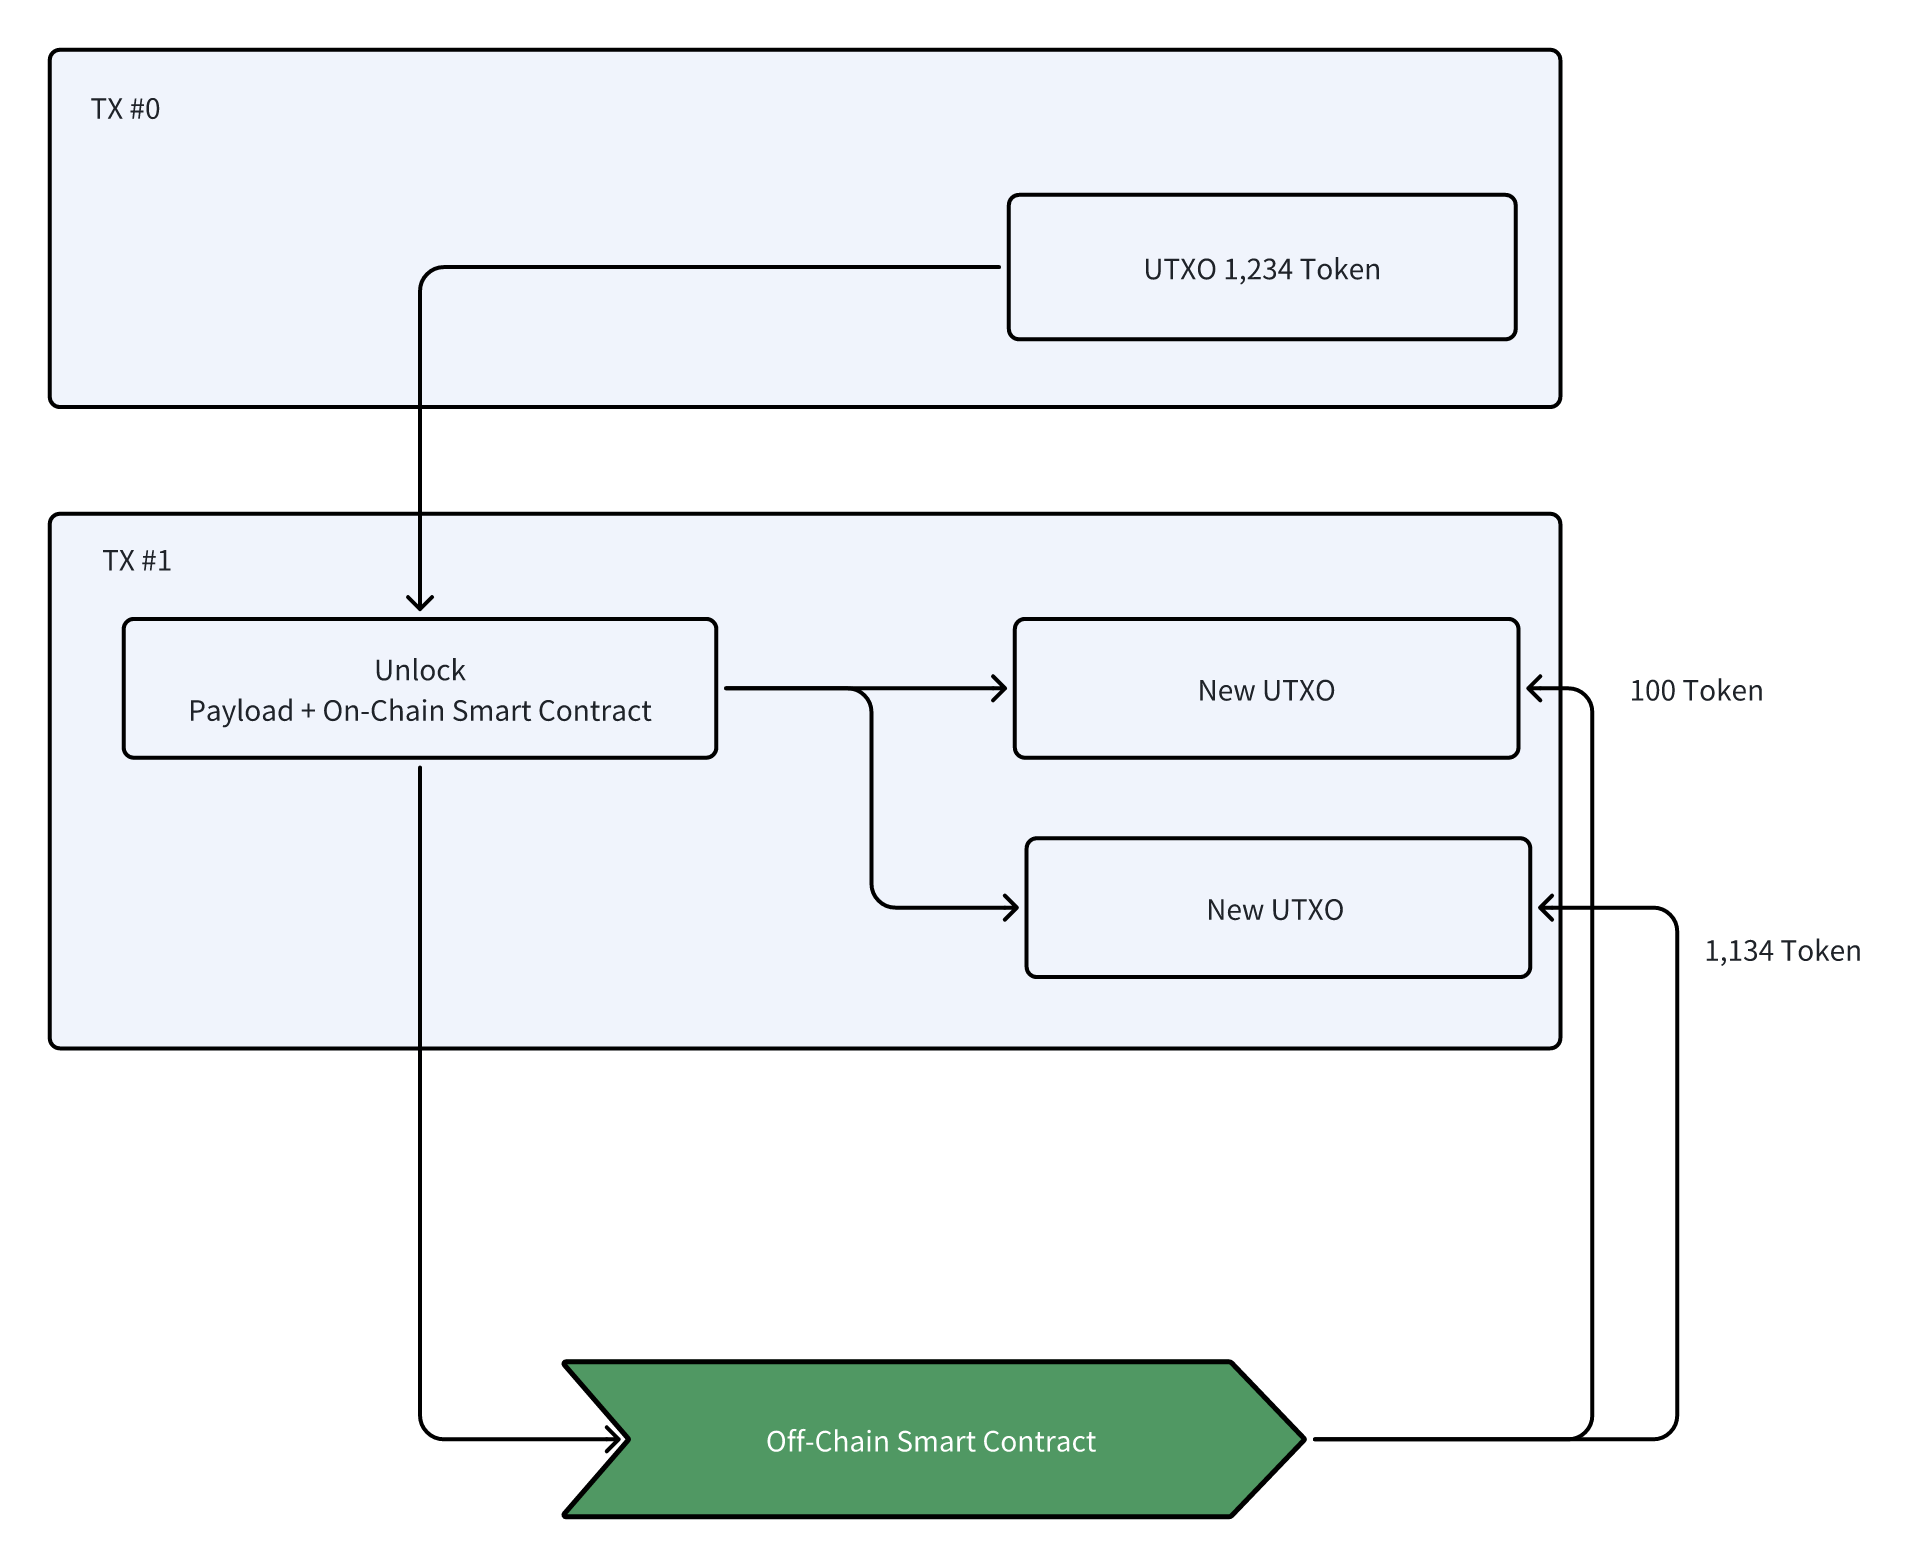 TX #0
UTXO 1,234 Token
TX #1
Unlock
Payload + On-Chain Smart Contract
New UTXO
100 Token
New UTXO
1,134 Token
Off-Chain Smart Contract